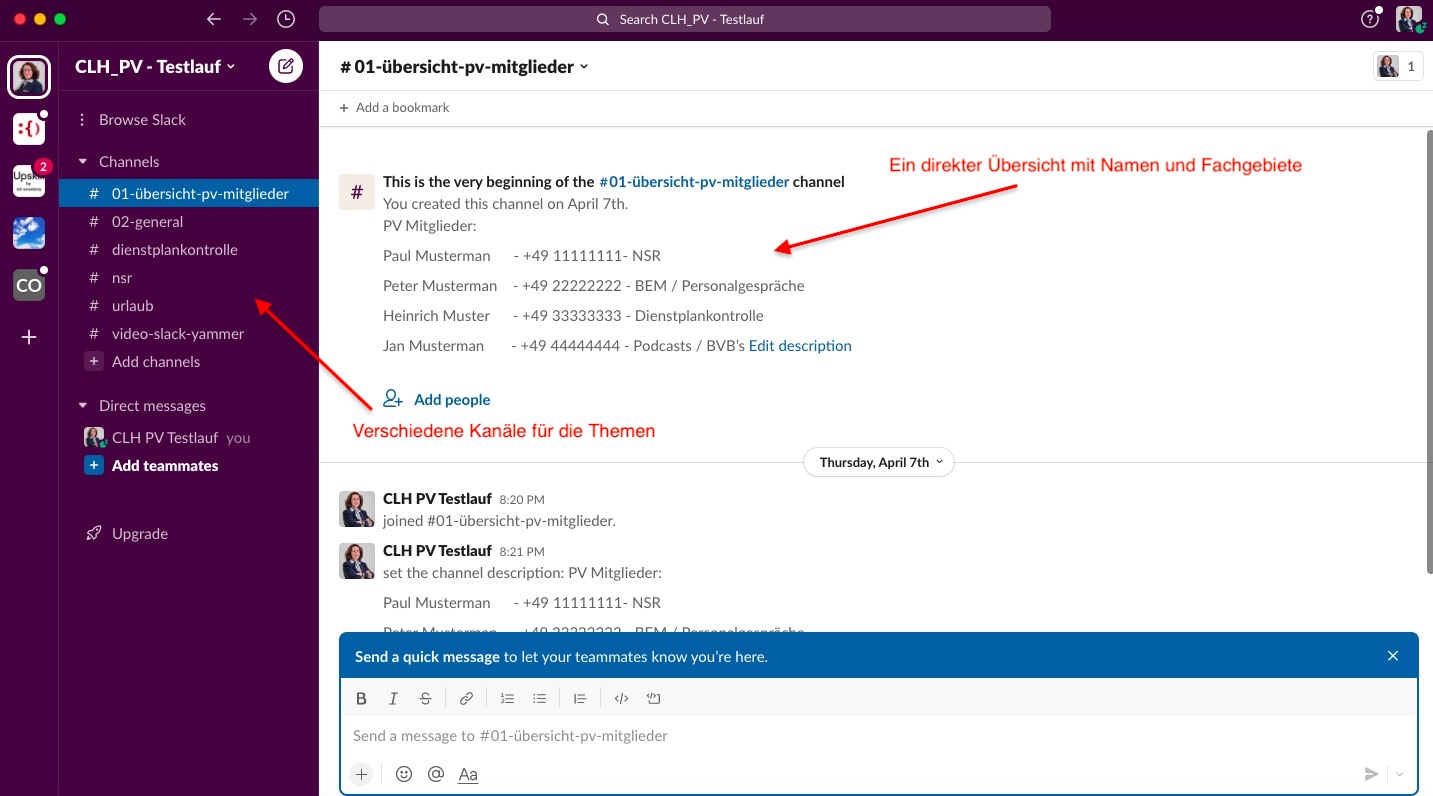 Search CLH_PV - Testlauf
CLH_PV - Testlauf
Browse Slack
Channels
# 01-übersicht-pv-mitglieder
# 02-general
# dienstplankontrolle
# nsr
# urlaub
# video-slack-yammer
+ Add channels
Direct messages
CLH PV Testlauf you
+ Add teammates
Upgrade
:{)
2
Upskill
CO
+
# 01-übersicht-pv-mitglieder
1
+ Add a bookmark
Ein direkter Übersicht mit Namen und Fachgebiete
#
This is the very beginning of the #01-übersicht-pv-mitglieder channel
You created this channel on April 7th.
PV Mitglieder:
Paul Musterman - +49 11111111- NSR
Peter Musterman - +49 22222222 - BEM / Personalgespräche
Heinrich Muster - +49 33333333 - Dienstplankontrolle
Jan Musterman - +49 44444444 - Podcasts / BVB's Edit description
Add people
Verschiedene Kanäle für die Themen
Thursday, April 7th
CLH PV Testlauf 8:20 PM
joined #01-übersicht-pv-mitglieder.
CLH PV Testlauf 8:21 PM
set the channel description: PV Mitglieder:
Paul Musterman - +49 11111111- NSR
Peter Musterman - +49 22222222 - BEM / Personalgespräche
Send a quick message to let your teammates know you're here.
B I S
Send a message to #01-übersicht-pv-mitglieder
+ @ Aa